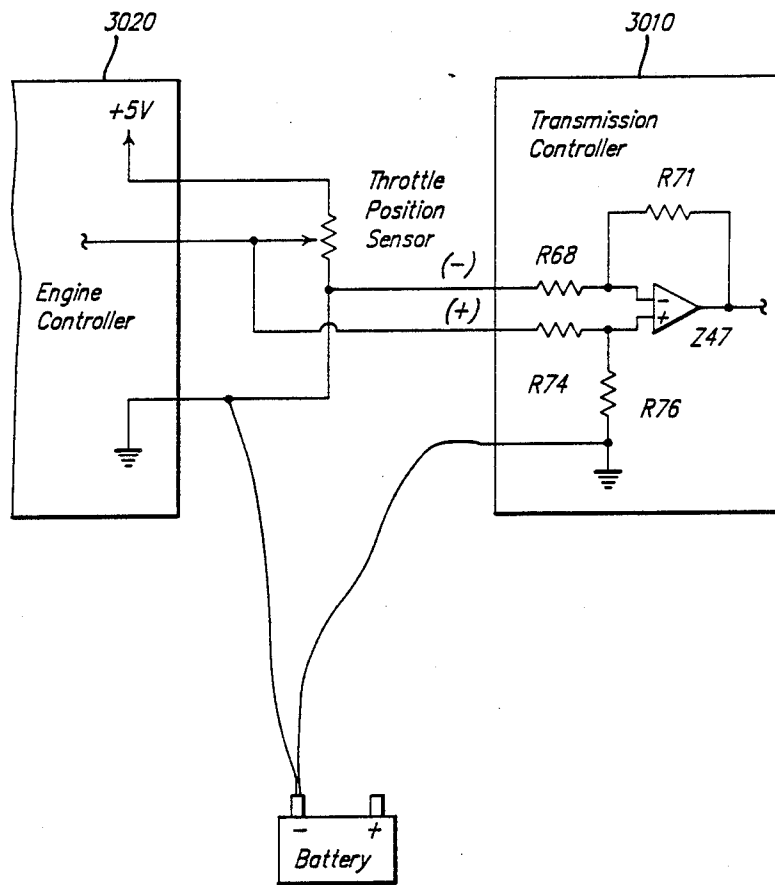 3020
3010
+5V
Transmission
Controller
Throttle
Position
Sensor
R71
(-)
R68
Engine
Controller
(+)
-
+
Z47
R74
R76
-
+
Battery